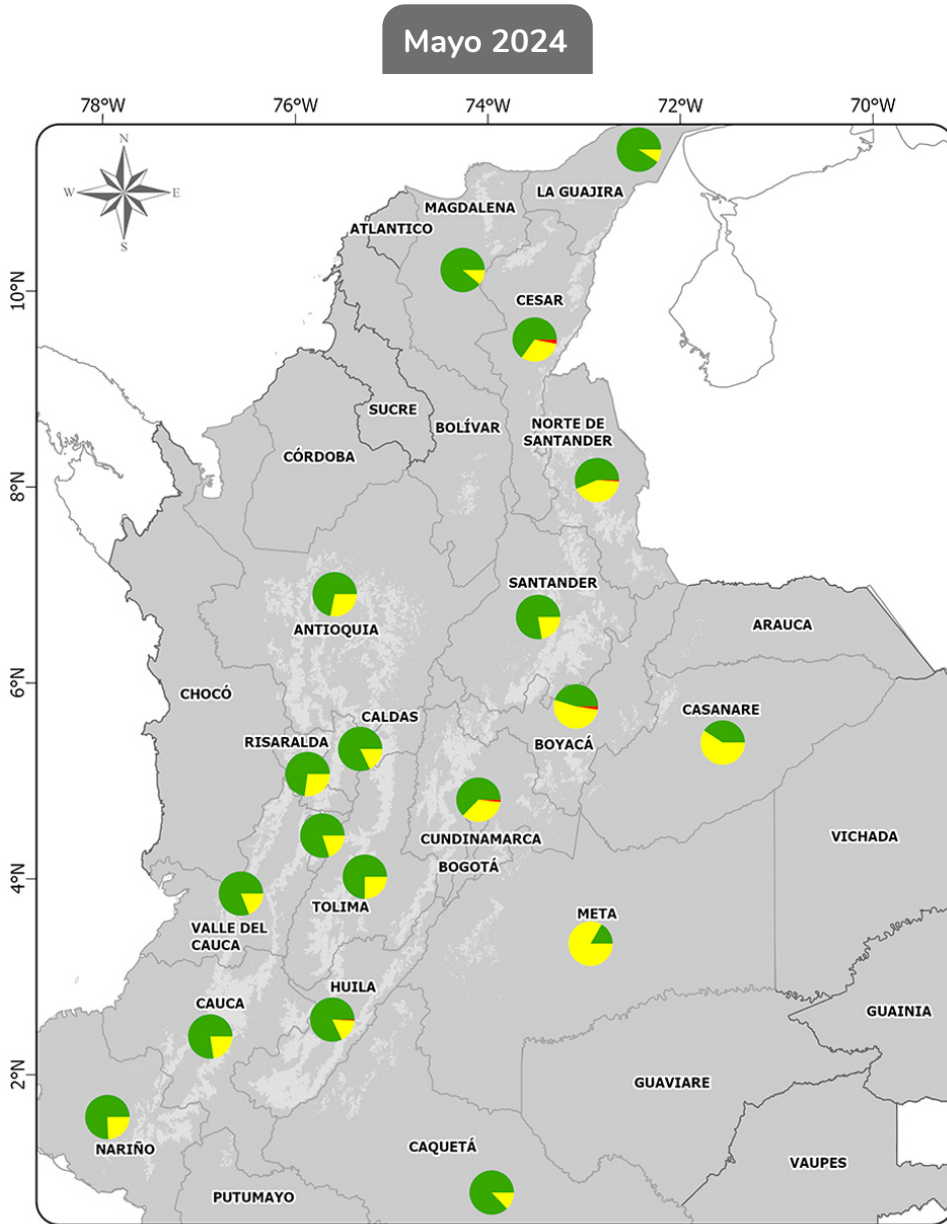 Mayo 2024
78°W
76°W
74°W
72°W
70°W
N
W
E
S
LA GUAJIRA
MAGDALENA
ATLANTICO
10°N
CESAR
SUCRE
NORTE DE
SANTANDER
BOLÍVAR
CÓRDOBA
8°N
SANTANDER
ANTIOQUIA
ARAUCA
6°N
CHOCÓ
CALDAS
CASANARE
RISARALDA
BOYACÁ
CUNDINAMARCA
VICHADA
BOGOTÁ
4°N
TOLIMA
META
VALLE DEL
CAUCA
HUILA
CAUCA
GUAINIA
2°N
GUAVIARE
NARIÑO
CAQUETÁ
VAUPES
PUTUMAYO